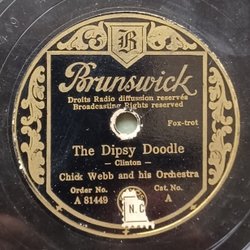 B
Brunswick
Droits Radio diffusion reservés
Broadcasting Rights reserved
Fox-trot
The Dipsy Doodle
- Clinton -
Chick Webb and his Orchestra
Order No. Cat. No.
A 81449 A
N.C.